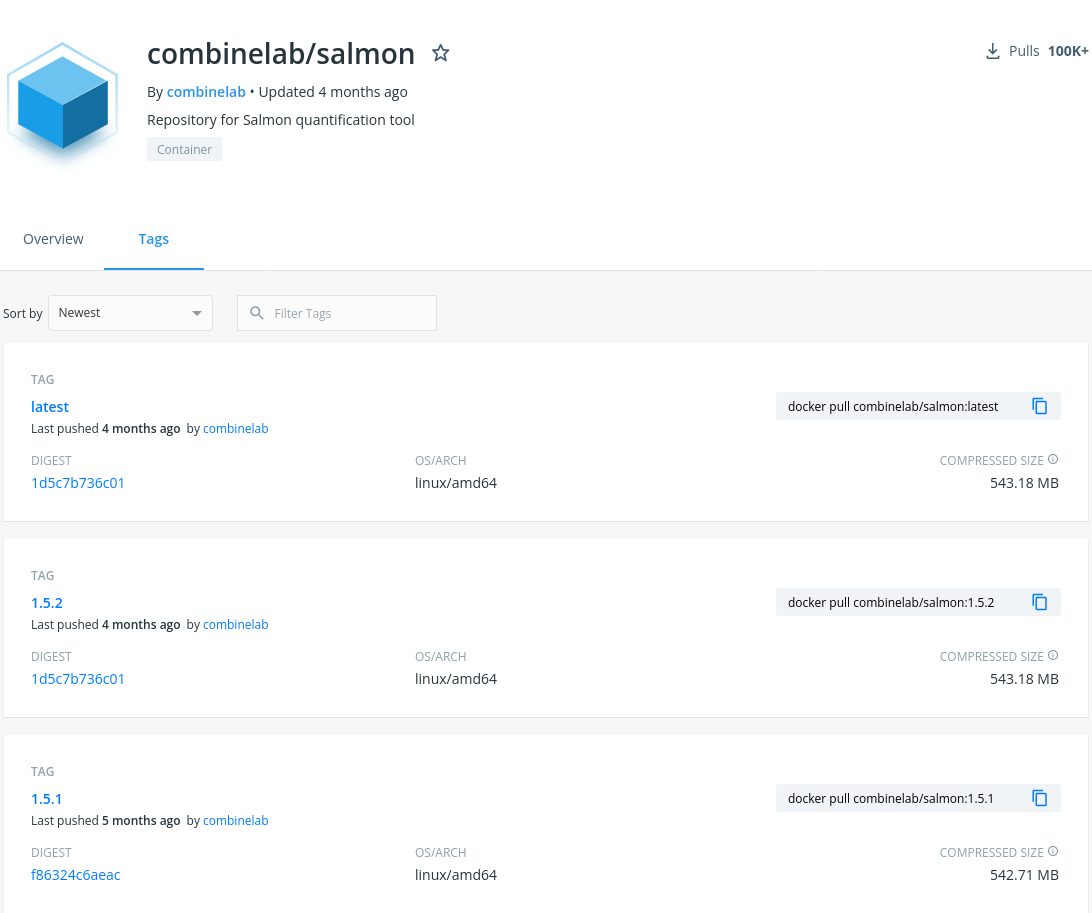 combinelab/salmon
Pulls 100K+
By combinelab • Updated 4 months ago
Repository for Salmon quantification tool
Container
Overview
Tags
Sort by
Newest
Filter Tags
TAG
latest
docker pull combinelab/salmon:latest
Last pushed 4 months ago by combinelab
DIGEST
OS/ARCH
COMPRESSED SIZE
1d5c7b736c01
linux/amd64
543.18 MB
TAG
1.5.2
docker pull combinelab/salmon:1.5.2
Last pushed 4 months ago by combinelab
DIGEST
OS/ARCH
COMPRESSED SIZE
1d5c7b736c01
linux/amd64
543.18 MB
TAG
1.5.1
docker pull combinelab/salmon:1.5.1
Last pushed 5 months ago by combinelab
DIGEST
OS/ARCH
COMPRESSED SIZE
f86324c6aeac
linux/amd64
542.71 MB